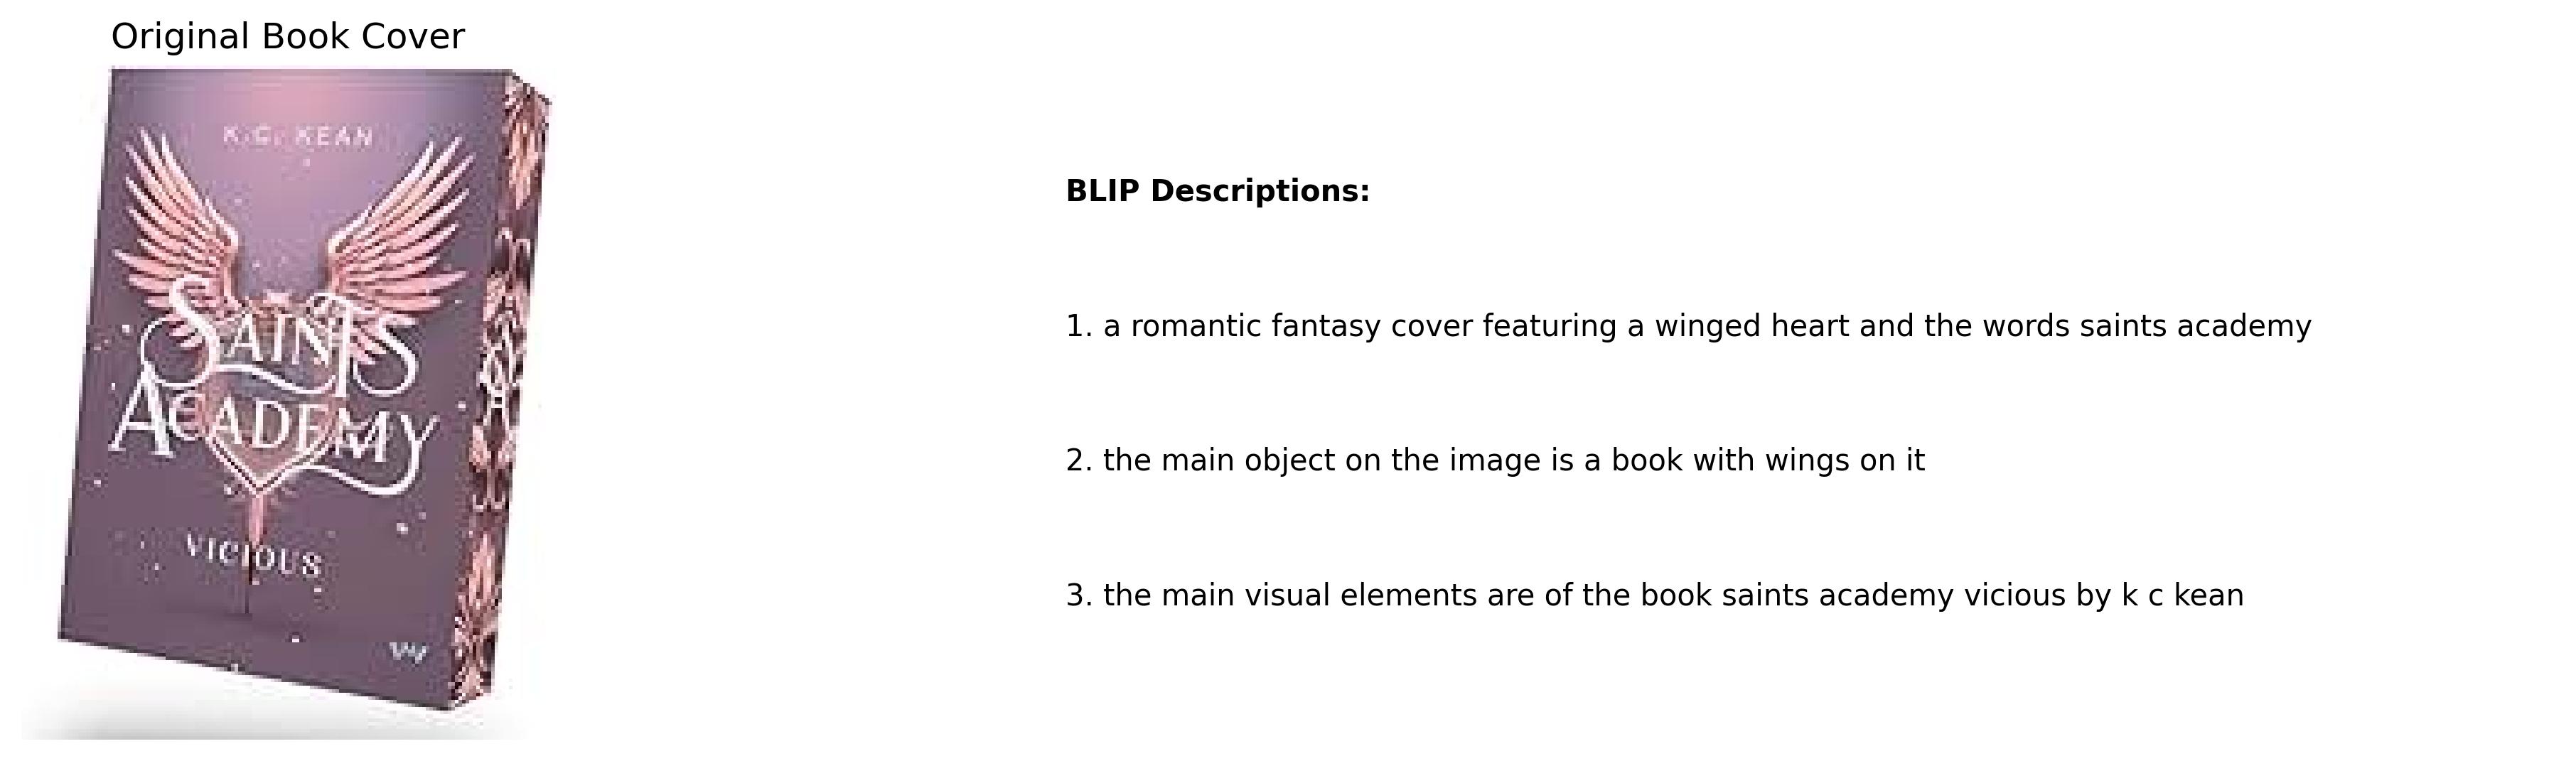 Original Book Cover
K.C. KEAN
SAINTS
ACADEMY
VICIOUS
BLIP Descriptions:
1. a romantic fantasy cover featuring a winged heart and the words saints academy
2. the main object on the image is a book with wings on it
3. the main visual elements are of the book saints academy vicious by k c kean